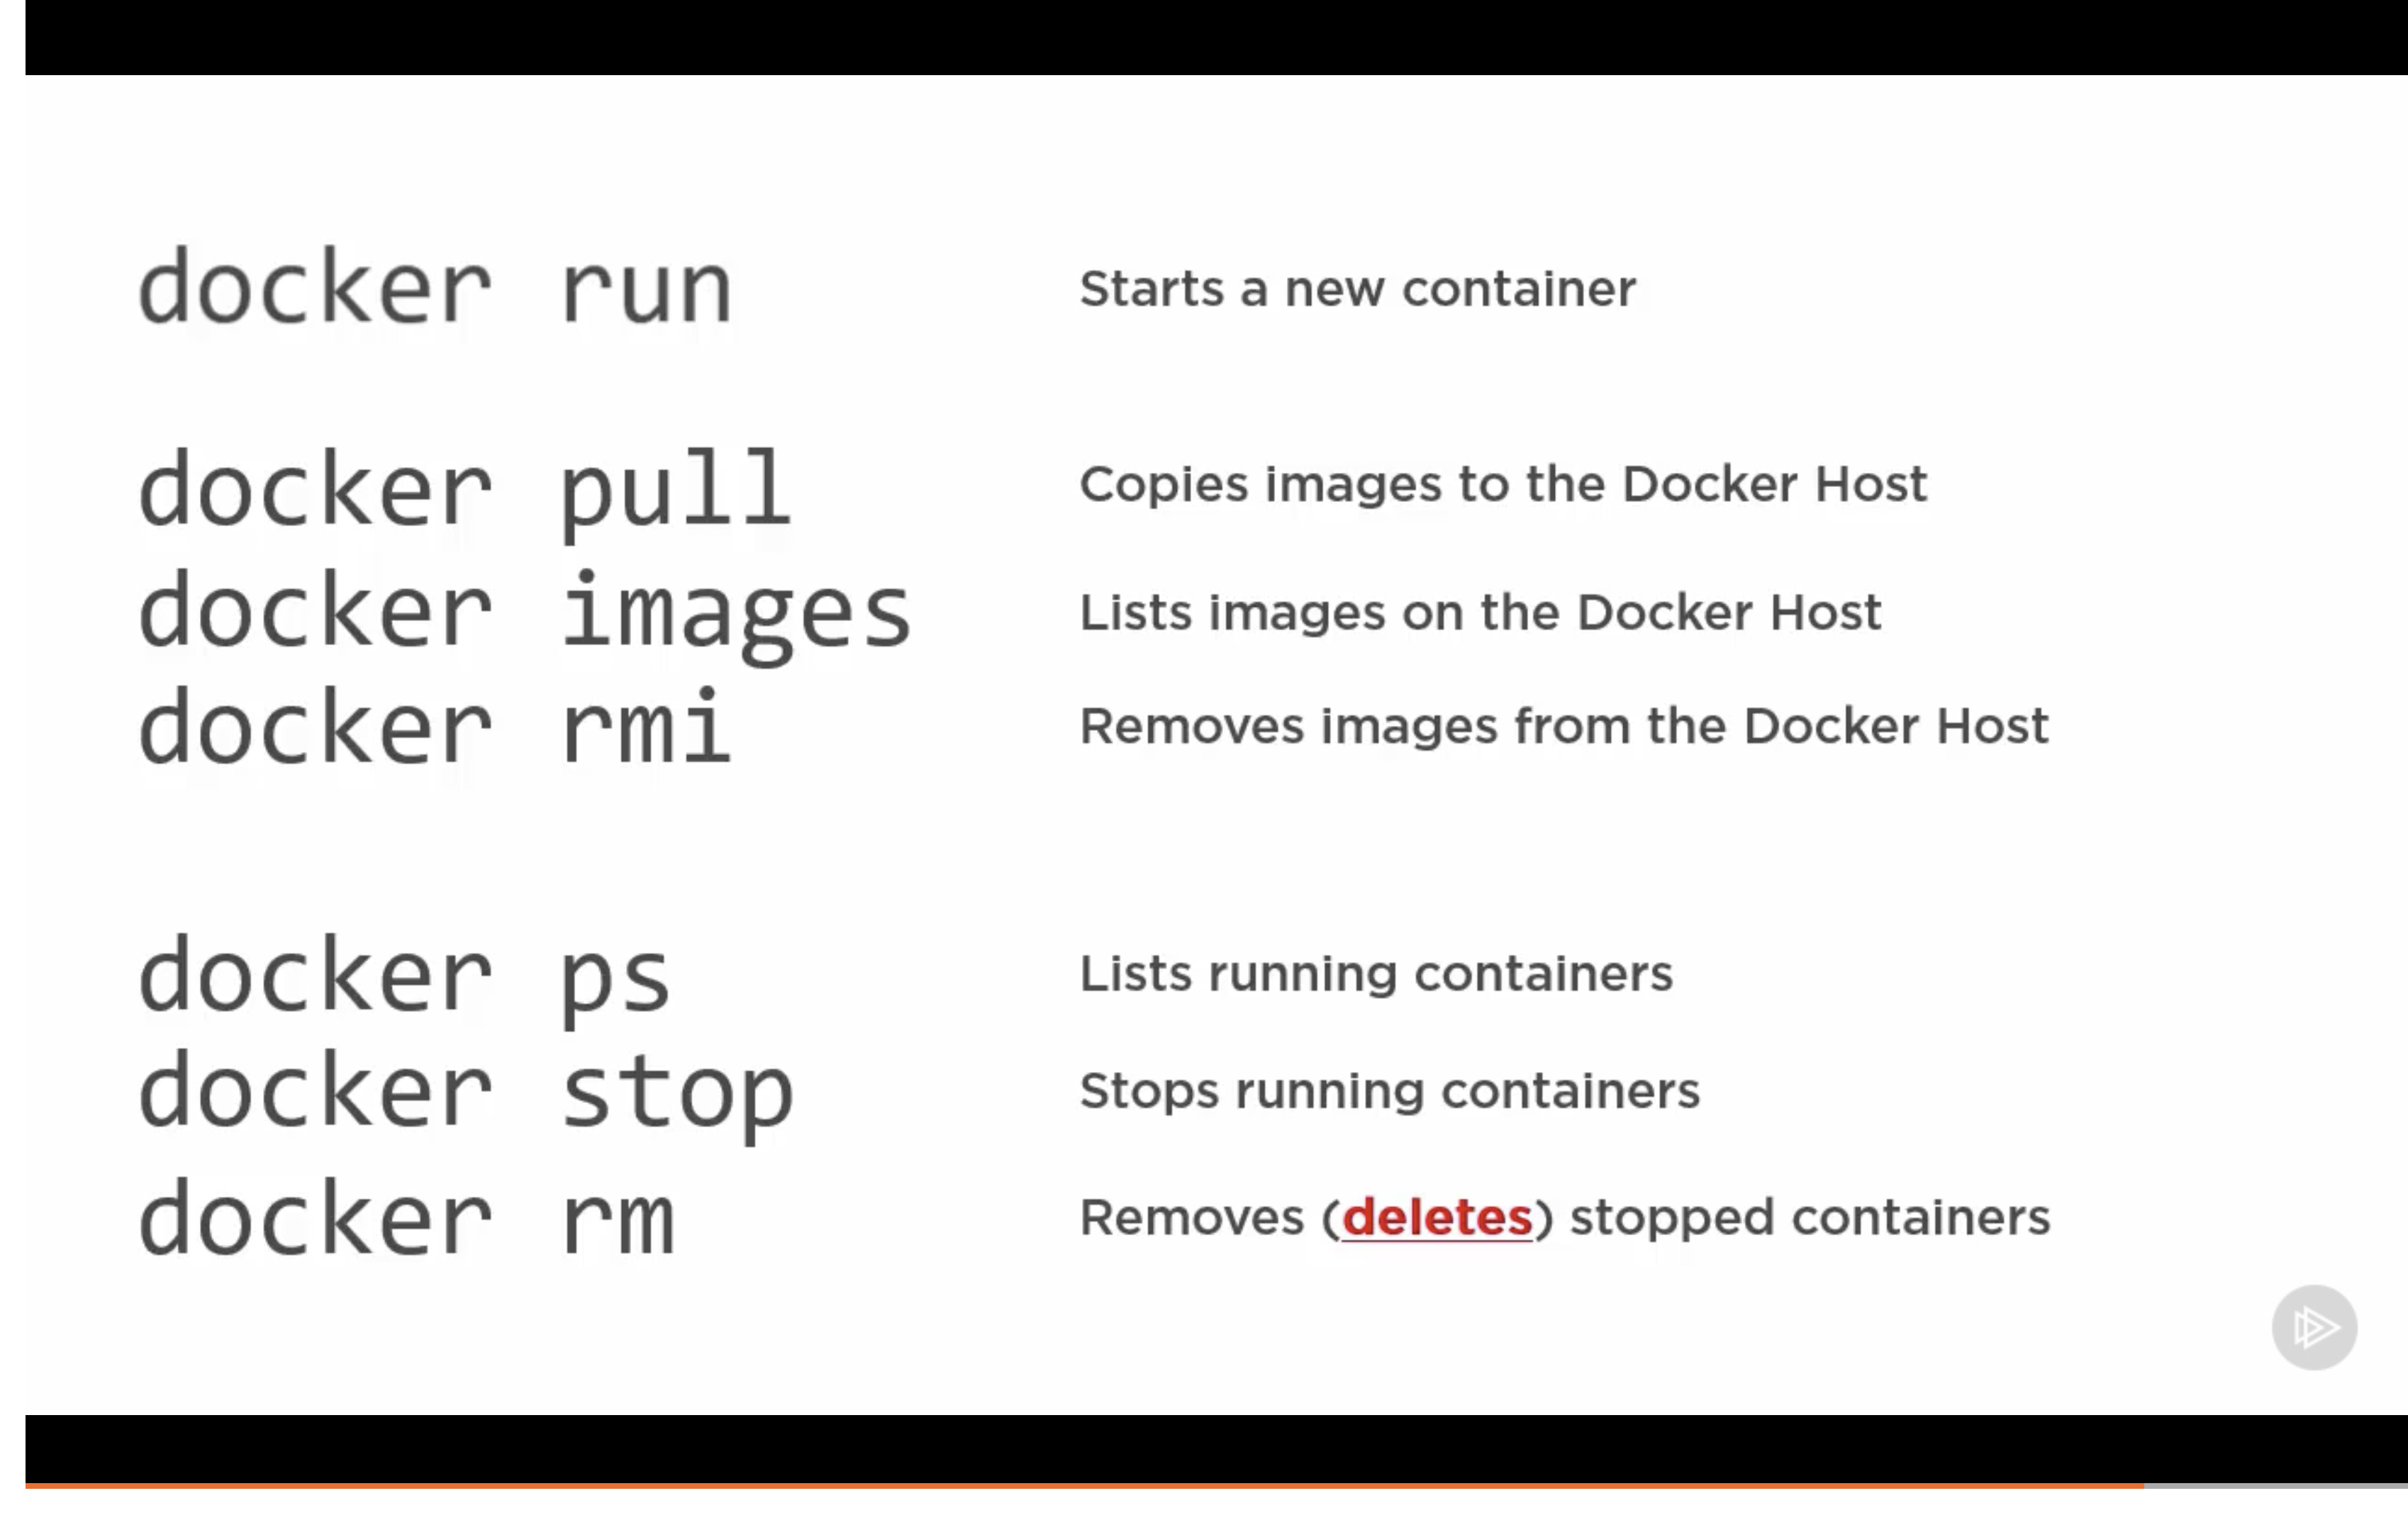 docker run Starts a new container
docker pull Copies images to the Docker Host
docker images Lists images on the Docker Host
docker rmi Removes images from the Docker Host
docker ps Lists running containers
docker stop Stops running containers
docker rm Removes (deletes) stopped containers